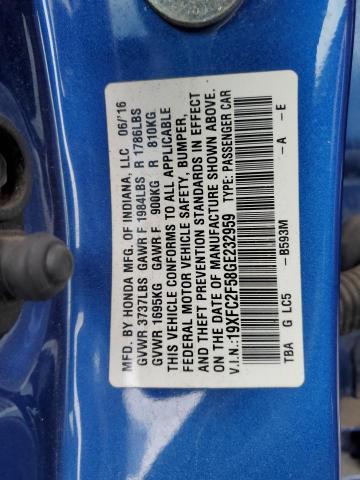 MFD. BY HONDA MFG. OF INDIANA, LLC 06/'16
GVWR 3737LBS GAWR F 1984LBS R 1786LBS
GVWR 1695KG GAWR F 900KG R 810KG
THIS VEHICLE CONFORMS TO ALL APPLICABLE
FEDERAL MOTOR VEHICLE SAFETY, BUMPER,
AND THEFT PREVENTION STANDARDS IN EFFECT
ON THE DATE OF MANUFACTURE SHOWN ABOVE.
V.I.N.:19XFC2F58GE232959 TYPE: PASSENGER CAR
TBA G LC5 -B593M -A -E